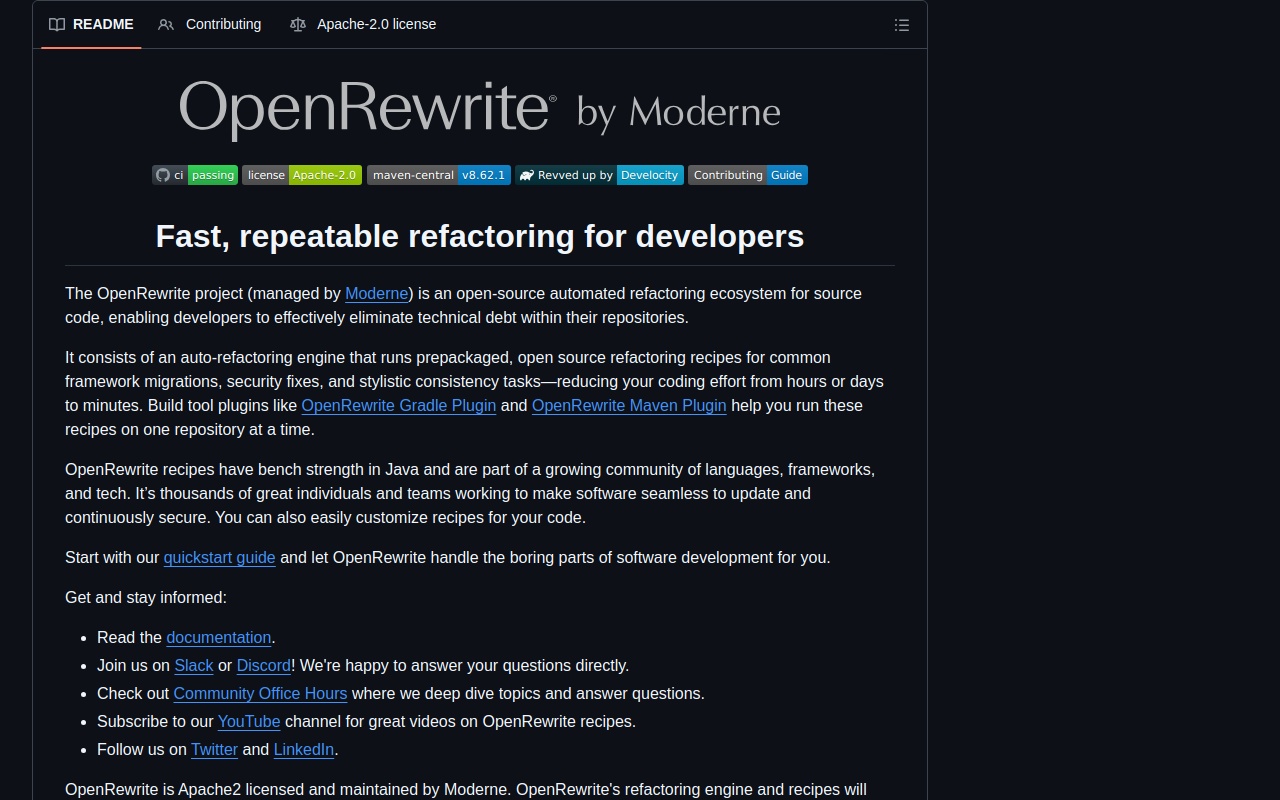 README Contributing Apache-2.0 license
OpenRewrite® by Moderne
ci passing license Apache-2.0 maven-central v8.62.1 Revved up by Develocity Contributing Guide
Fast, repeatable refactoring for developers
The OpenRewrite project (managed by Moderne) is an open-source automated refactoring ecosystem for source
code, enabling developers to effectively eliminate technical debt within their repositories.
It consists of an auto-refactoring engine that runs prepackaged, open source refactoring recipes for common
framework migrations, security fixes, and stylistic consistency tasks—reducing your coding effort from hours or days
to minutes. Build tool plugins like OpenRewrite Gradle Plugin and OpenRewrite Maven Plugin help you run these
recipes on one repository at a time.
OpenRewrite recipes have bench strength in Java and are part of a growing community of languages, frameworks,
and tech. It’s thousands of great individuals and teams working to make software seamless to update and
continuously secure. You can also easily customize recipes for your code.
Start with our quickstart guide and let OpenRewrite handle the boring parts of software development for you.
Get and stay informed:
• Read the documentation.
• Join us on Slack or Discord! We're happy to answer your questions directly.
• Check out Community Office Hours where we deep dive topics and answer questions.
• Subscribe to our YouTube channel for great videos on OpenRewrite recipes.
• Follow us on Twitter and LinkedIn.
OpenRewrite is Apache2 licensed and maintained by Moderne. OpenRewrite's refactoring engine and recipes will